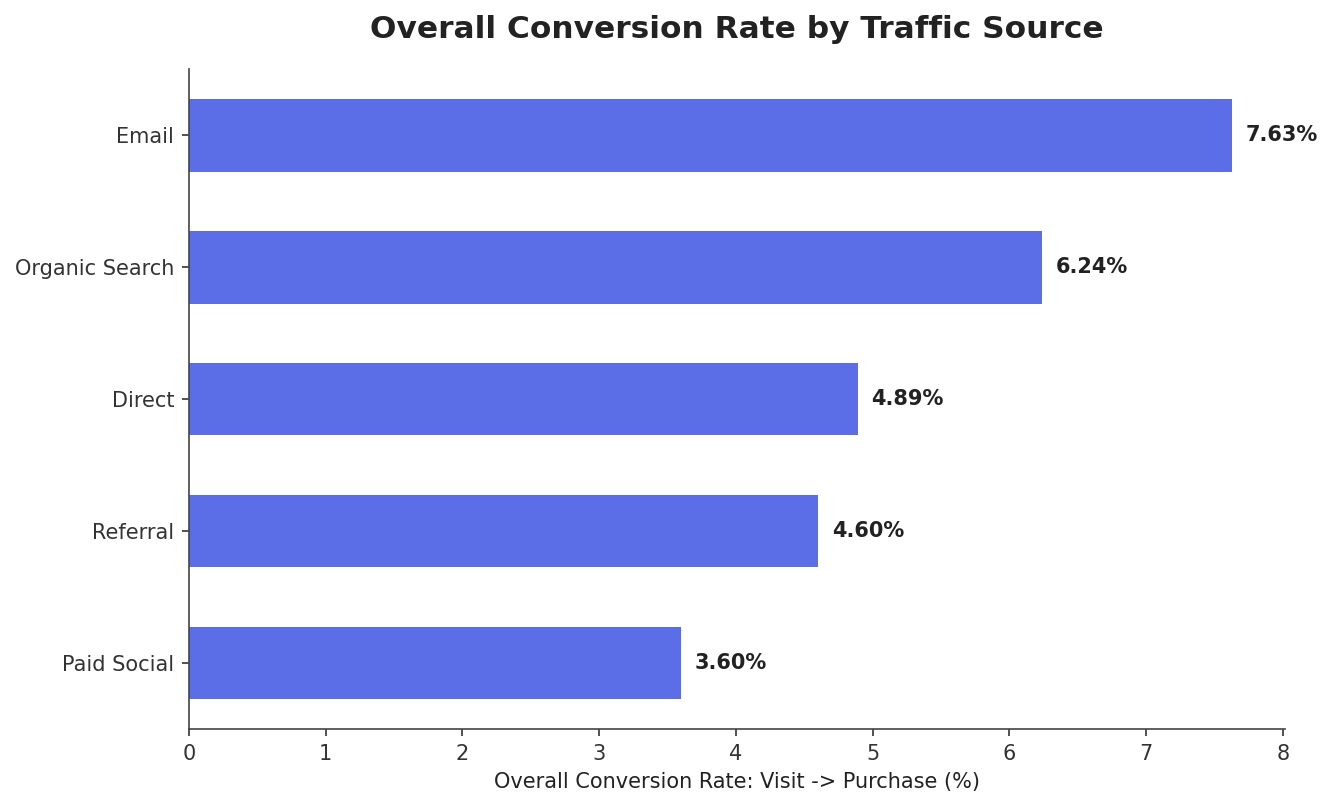 Overall Conversion Rate by Traffic Source
Email
7.63%
Organic Search
6.24%
Direct
4.89%
Referral
4.60%
Paid Social
3.60%
0 1 2 3 4 5 6 7 8
Overall Conversion Rate: Visit -> Purchase (%)